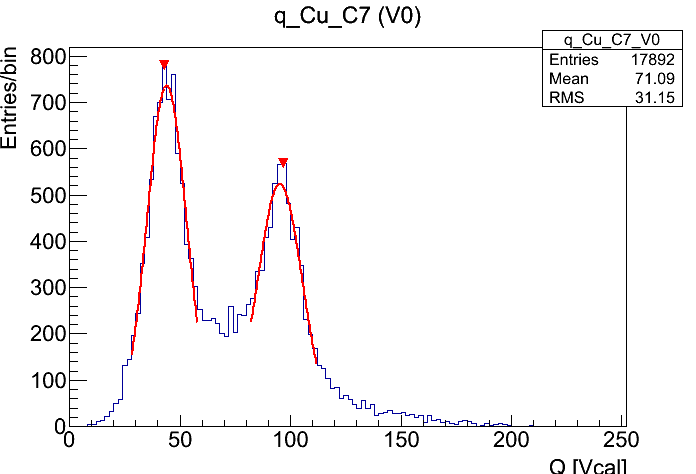 q_Cu_C7 (V0)
q_Cu_C7_V0
Entries 17892
Mean 71.09
RMS 31.15
Entries/bin
800
700
600
500
400
300
200
100
0
0 50 100 150 200 250
Q [Vcal]